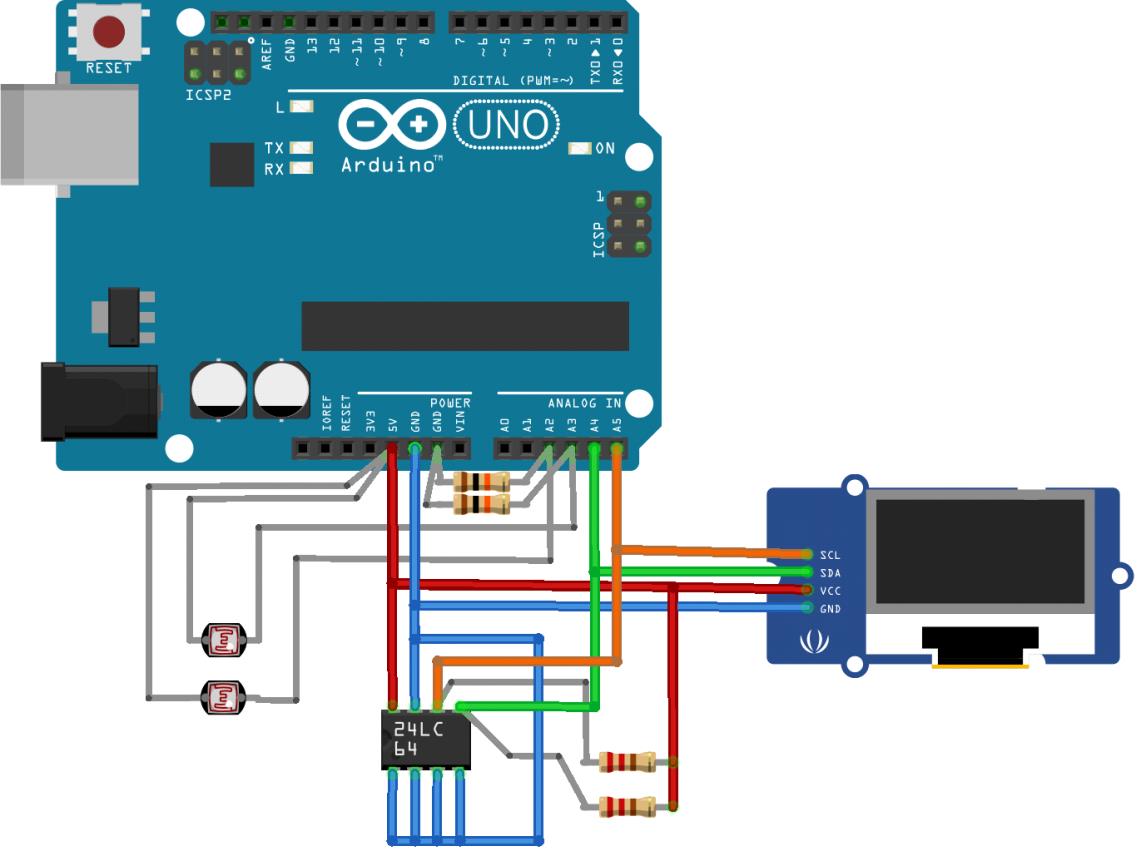 RESET
ICSP2
AREF
GND
13
12
~11
~10
~9
8
7
~6
~5
4
~3
2
TX0▶1
RX0◀0
DIGITAL (PWM=~)
L
TX
RX
Arduino™
UNO
ON
1
ICSP
POWER
ANALOG IN
IOREF
RESET
3V3
5V
GND
GND
VIN
A0
A1
A2
A3
A4
A5
SCL
SDA
VCC
GND
24LC
64